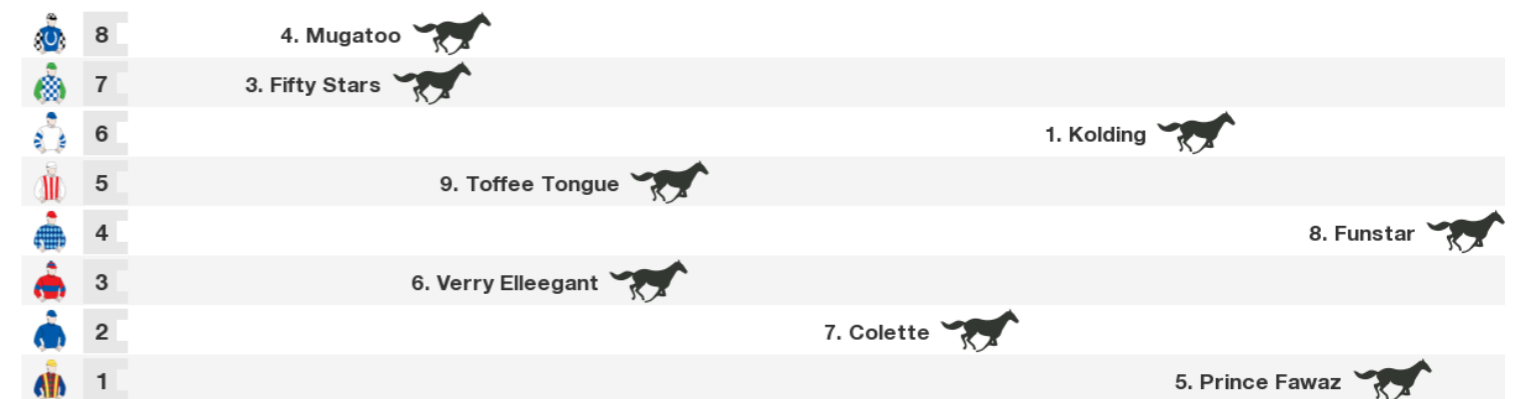 8 4. Mugatoo
7 3. Fifty Stars
6 1. Kolding
5 9. Toffee Tongue
4 8. Funstar
3 6. Verry Elleegant
2 7. Colette
1 5. Prince Fawaz